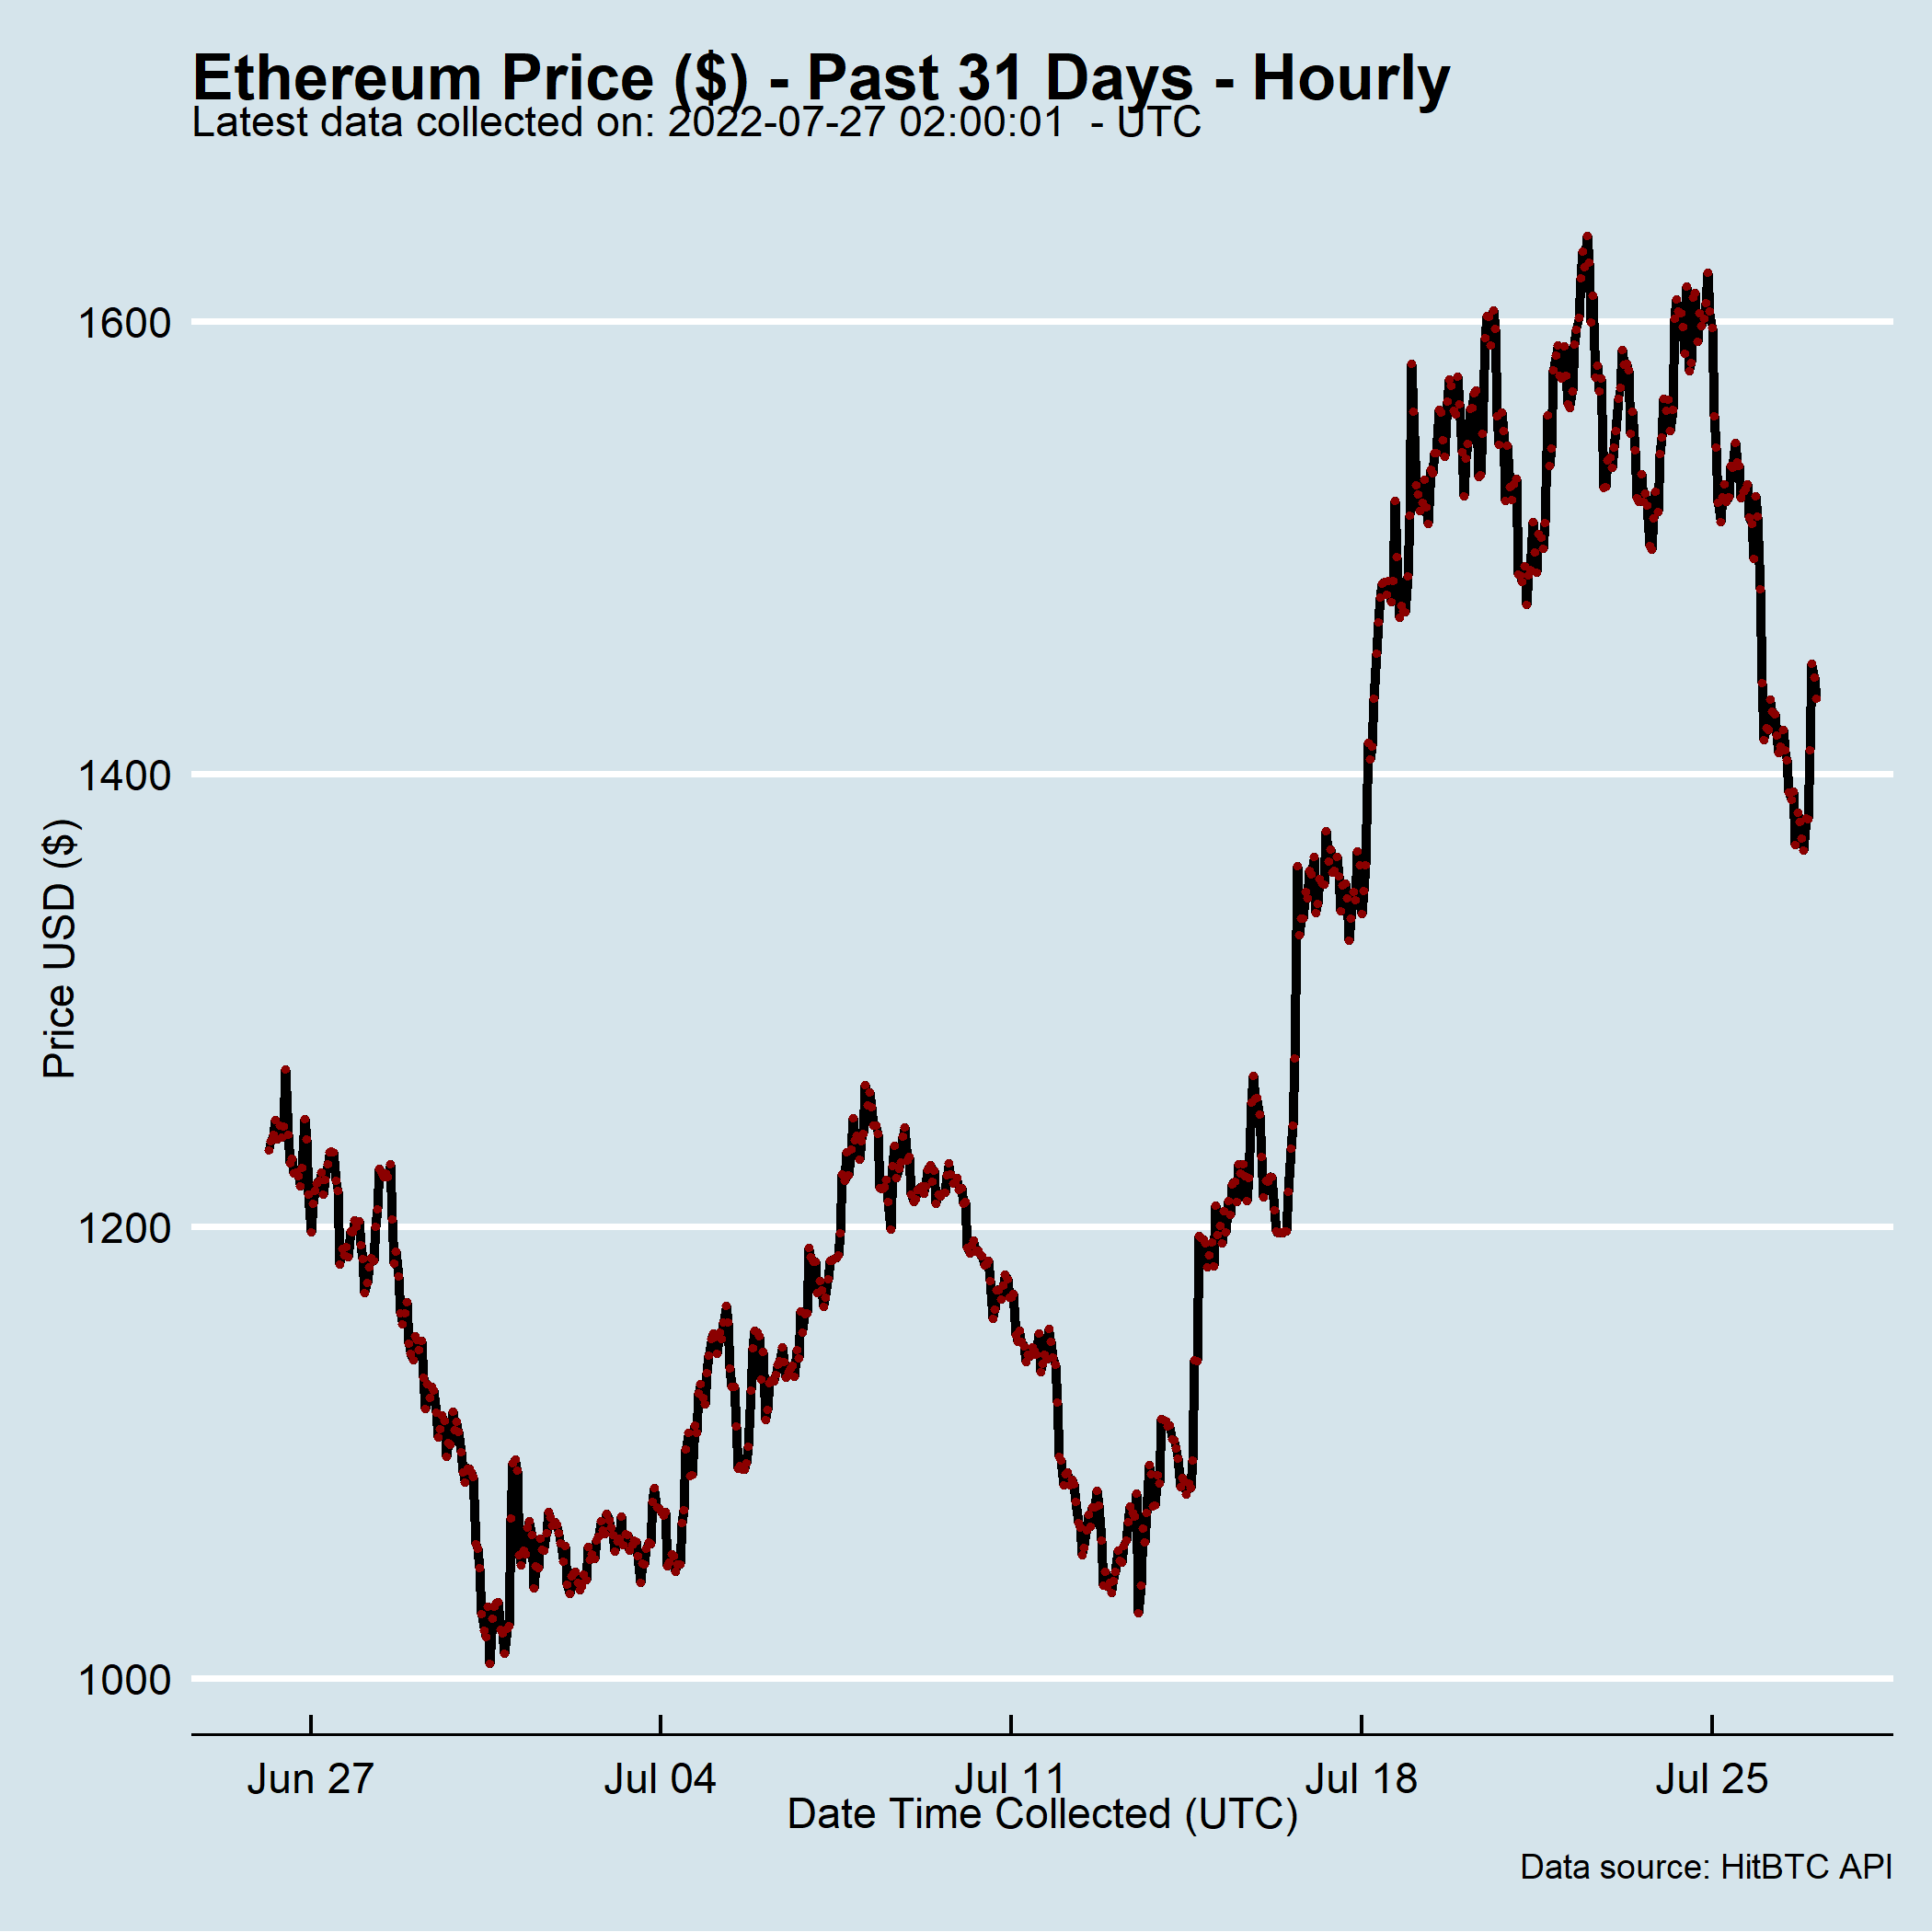 Ethereum Price ($) - Past 31 Days - Hourly
Latest data collected on: 2022-07-27 02:00:01  - UTC
1600
1400
1200
1000
Price USD ($)
Jun 27
Jul 04
Jul 11
Jul 18
Jul 25
Date Time Collected (UTC)
Data source: HitBTC API